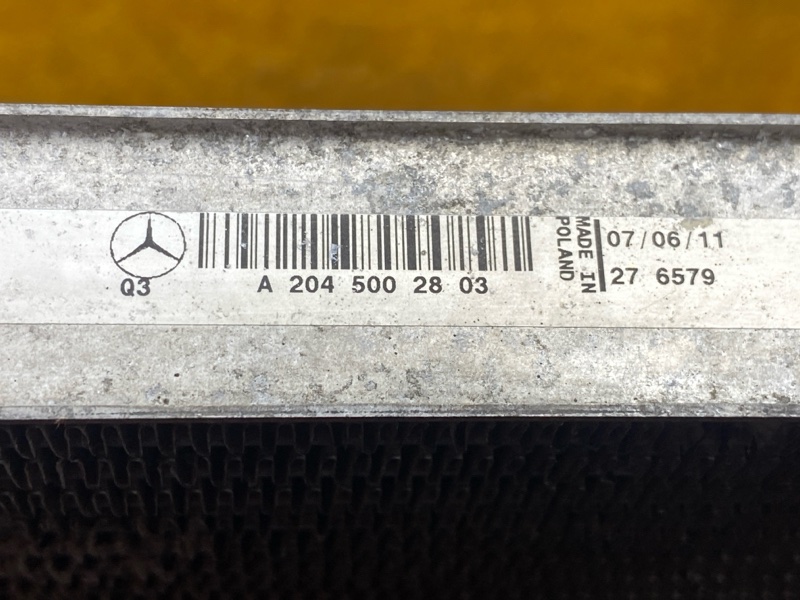 Q3
A 204 500 28 03
MADE IN
POLAND
07/06/11
27 6579